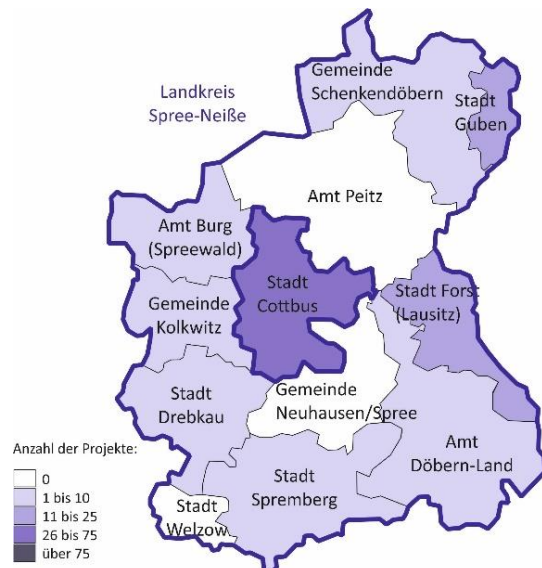 Landkreis
Spree-Neiße
Gemeinde
Schenkendöbern
Stadt
Guben
Amt Peitz
Amt Burg
(Spreewald)
Stadt
Cottbus
Stadt Forst
(Lausitz)
Gemeinde
Kolkwitz
Stadt
Drebkau
Gemeinde
Neuhausen/Spree
Amt
Döbern-Land
Stadt
Spremberg
Stadt
Welzow
Anzahl der Projekte:
0
1 bis 10
11 bis 25
26 bis 75
über 75